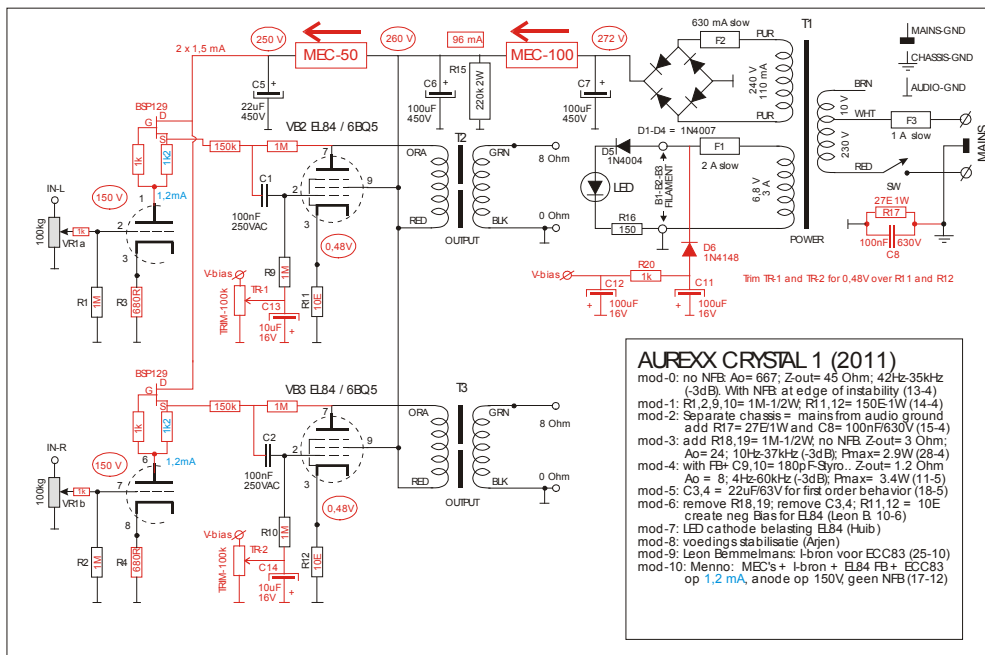 630 mA slow
T1
F2
PUR
MAINS-GND
250 V
260 V
96 mA
272 V
2 x 1,5 mA
MEC-50
MEC-100
R15
220k 2W
240 V
110 mA
CHASSIS-GND
C5
22uF
450V
C6
100uF
450V
C7
100uF
450V
PUR
BRN
10 V
AUDIO-GND
BSP129
D
G
S
VB2 EL84 / 6BQ5
D1-D4 = 1N4007
WHT
F3
1 A slow
MAINS
1k
1k2
150k
1M
T2
ORA
GRN
8 Ohm
D5
1N4004
F1
2 A slow
230 V
RED
SW
IN-L
150 V
1
1,2mA
C1
100nF
250VAC
7
9
2
3
LED
B1-B2-B3
FILAMENT
6,8 V
3 A
27E 1W
R17
100kg
1k
VR1a
2
3
RED
BLK
0 Ohm
R16
150
POWER
100nF
630V
C8
OUTPUT
0,48V
D6
1N4148
V-bias
R9
1M
V-bias
R20
1k
Trim TR-1 and TR-2 for 0,48V over R11 and R12
R1
1M
R3
680R
TR-1
TRIM-100k
C13
10uF
16V
R11
10E
C12
100uF
16V
C11
100uF
16V
BSP129
D
G
S
VB3 EL84 / 6BQ5
T3
1k
1k2
150k
1M
7
ORA
GRN
8 Ohm
IN-R
150 V
6
1,2mA
C2
100nF
250VAC
9
2
3
100kg
1k
VR1b
7
8
RED
BLK
0 Ohm
OUTPUT
0,48V
V-bias
R10
1M
R2
1M
R4
680R
TR-2
TRIM-100k
C14
10uF
16V
R12
10E
AUREXX CRYSTAL 1 (2011)
mod-0: no NFB: Ao= 667; Z-out= 45 Ohm; 42Hz-35kHz
(-3dB). With NFB: at edge of instability (13-4)
mod-1: R1,2,9,10= 1M-1/2W; R11,12= 150E-1W (14-4)
mod-2: Separate chassis = mains from audio ground
add R17= 27E/1W and C8= 100nF/630V (15-4)
mod-3: add R18,19= 1M-1/2W; no NFB. Z-out= 3 Ohm;
Ao= 24; 10Hz-37kHz (-3dB); Pmax= 2.9W (28-4)
mod-4: with FB+ C9,10= 180pF-Styro.. Z-out= 1.2 Ohm
Ao = 8; 4Hz-60kHz (-3dB); Pmax= 3.4W (11-5)
mod-5: C3,4 = 22uF/63V for first order behavior (18-5)
mod-6: remove R18,19; remove C3,4; R11,12 = 10E
create neg Bias for EL84 (Leon B. 10-6)
mod-7: LED cathode belasting EL84 (Huib)
mod-8: voedings stabilisatie (Arjen)
mod-9: Leon Bemmelmans: I-bron voor ECC83 (25-10)
mod-10: Menno: MEC's + I-bron + EL84 FB + ECC83
op 1,2 mA, anode op 150V, geen NFB (17-12)